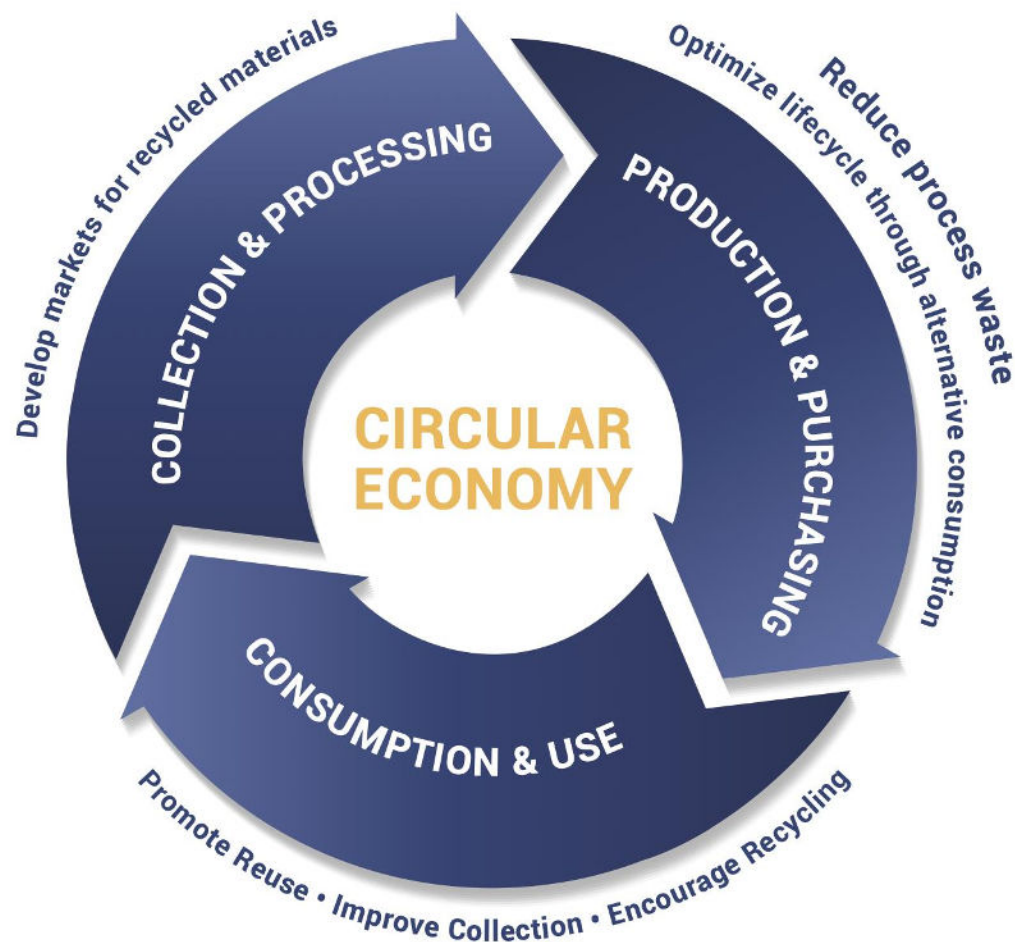 Develop markets for recycled materials
COLLECTION & PROCESSING
Reduce process waste
Optimize lifecycle through alternative consumption
PRODUCTION & PURCHASING
CIRCULAR
ECONOMY
CONSUMPTION & USE
Promote Reuse • Improve Collection • Encourage Recycling